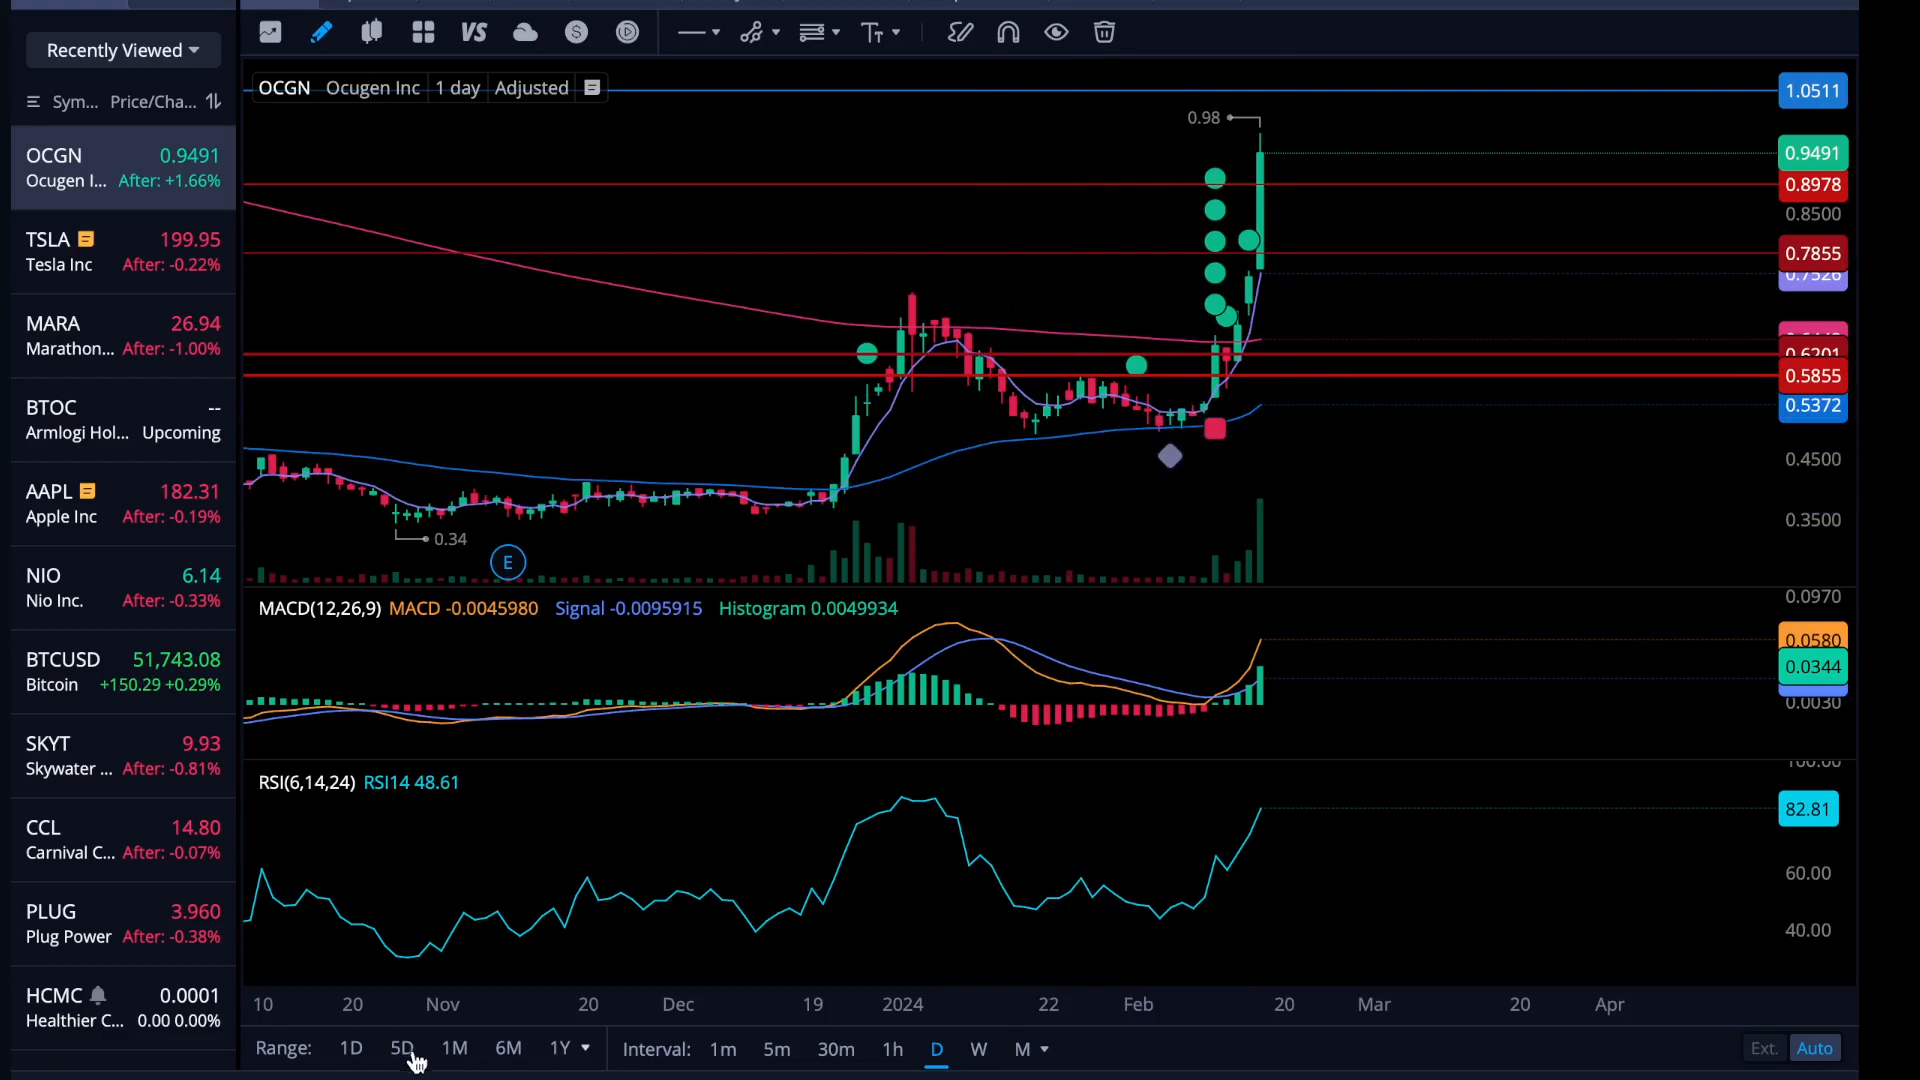 Recently Viewed
Sym... Price/Cha...
OCGN 0.9491
Ocugen I... After: +1.66%
TSLA 199.95
Tesla Inc After: -0.22%
MARA 26.94
Marathon... After: -1.00%
BTOC --
Armlogi Hol... Upcoming
AAPL 182.31
Apple Inc After: -0.19%
NIO 6.14
Nio Inc. After: -0.33%
BTCUSD 51,743.08
Bitcoin +150.29 +0.29%
SKYT 9.93
Skywater ... After: -0.81%
CCL 14.80
Carnival C... After: -0.07%
PLUG 3.960
Plug Power After: -0.38%
HCMC 0.0001
Healthier C... 0.00 0.00%
VS
OCGN Ocugen Inc 1 day Adjusted
0.98
0.34
E
1.0511
0.9491
0.8978
0.8500
0.7855
0.7526
0.6201
0.5855
0.5372
0.4500
0.3500
MACD(12,26,9) MACD -0.0045980 Signal -0.0095915 Histogram 0.0049934
0.0970
0.0580
0.0344
0.0030
RSI(6,14,24) RSI14 48.61
100.00
82.81
60.00
40.00
10 20 Nov 20 Dec 19 2024 22 Feb 20 Mar 20 Apr
Range: 1D 5D 1M 6M 1Y Interval: 1m 5m 30m 1h D W M Ext. Auto